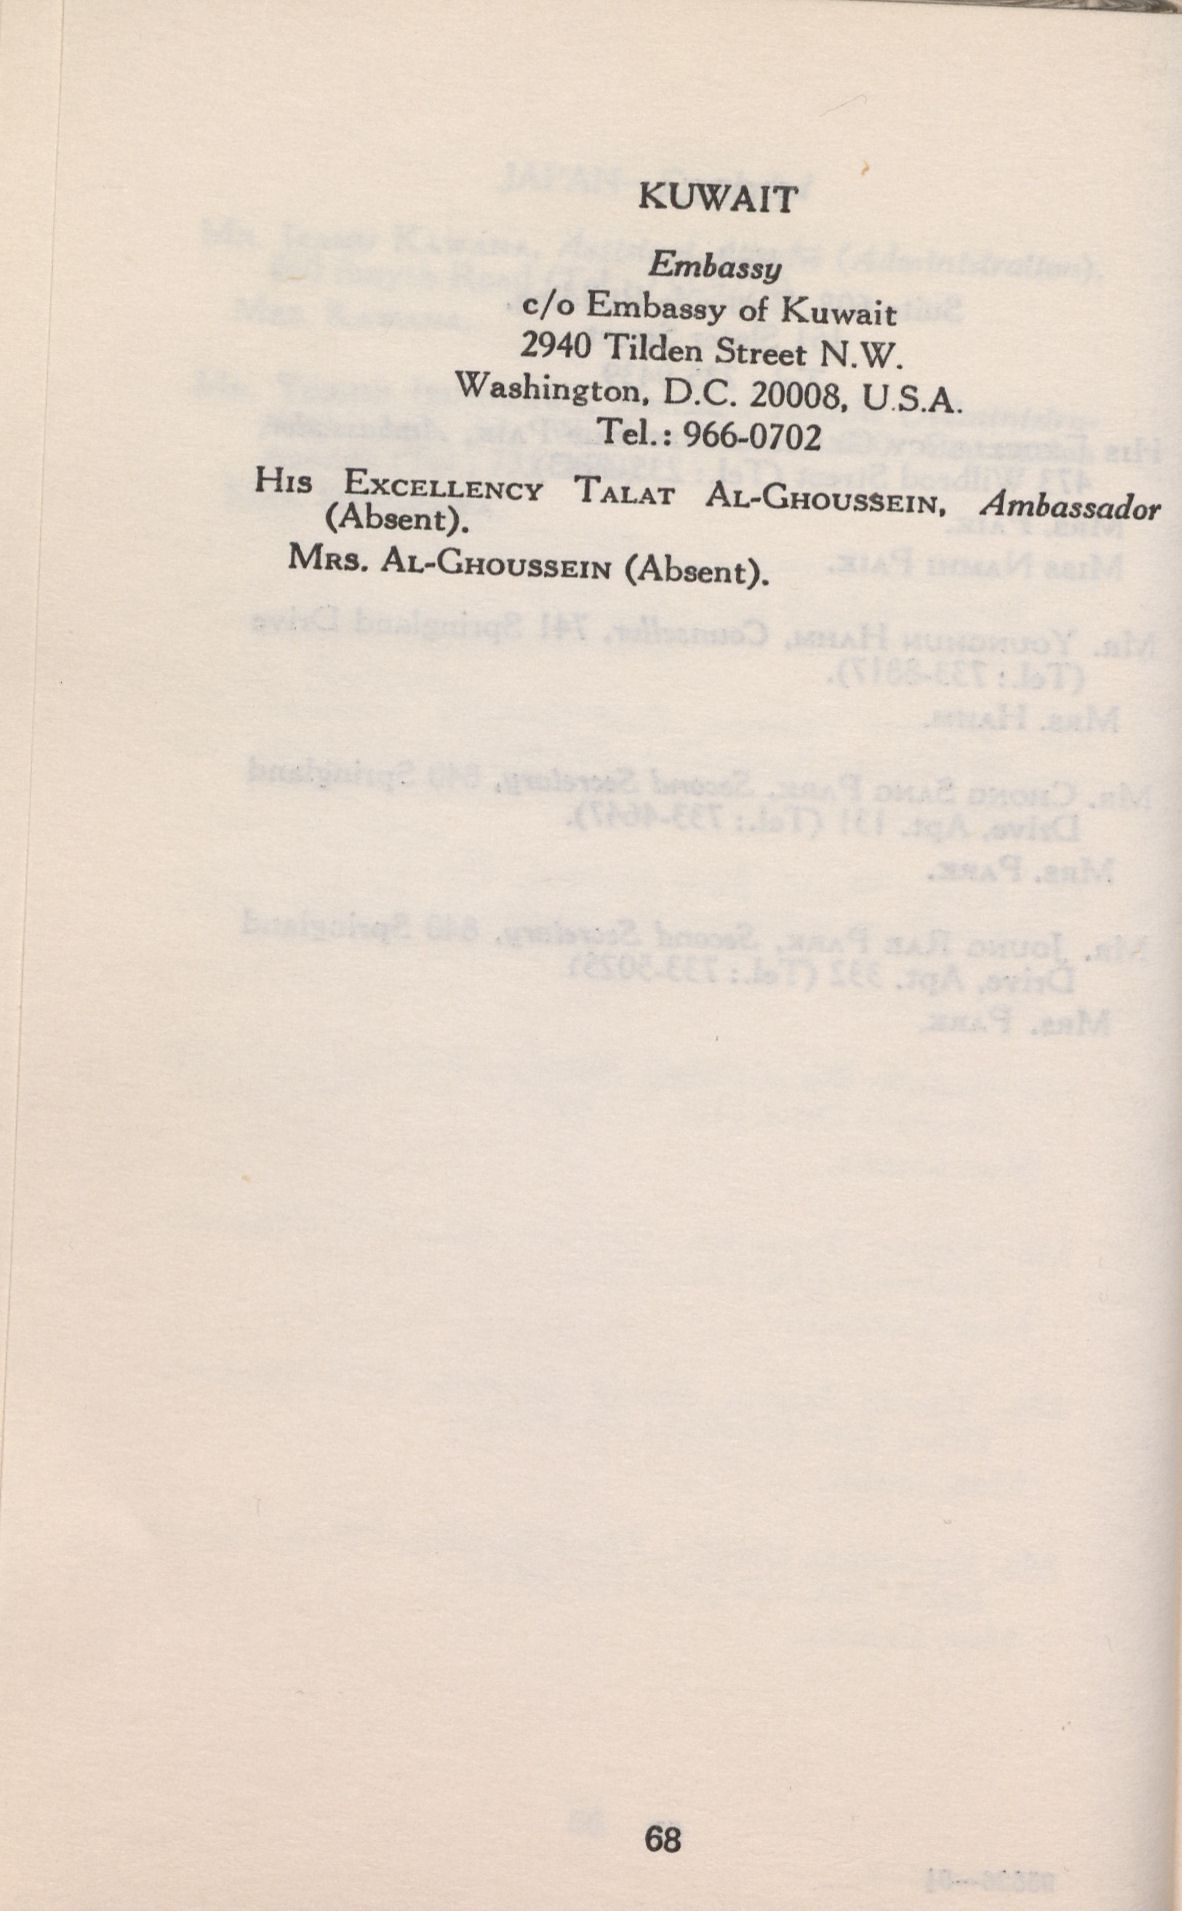 KUWAIT
Embassy
c/o Embassy of Kuwait
2940 Tilden Street N.W.
Washington, D.C. 20008, U.S.A.
Tel.: 966-0702
HIS EXCELLENCY TALAT AL-GHOUSSEIN, Ambassador
(Absent).
MRS. AL-GHOUSSEIN (Absent).
68